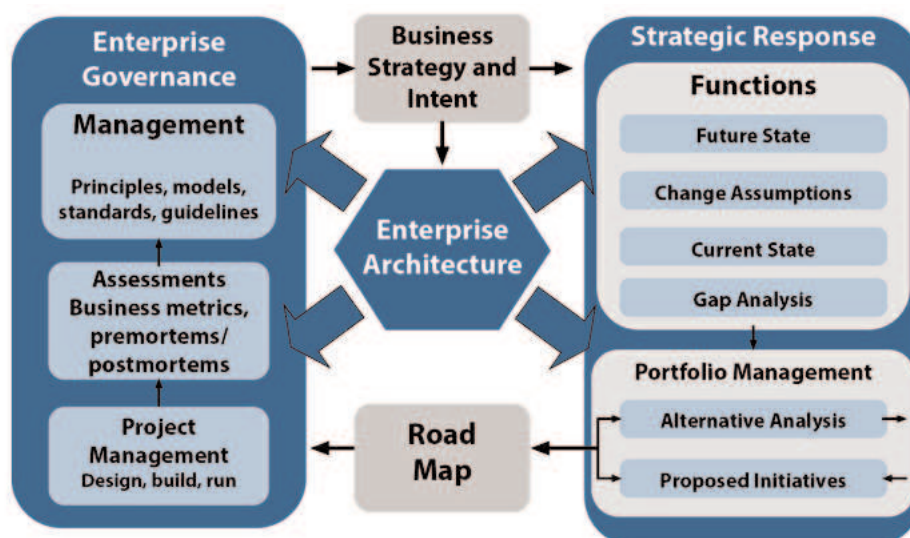 Enterprise
Governance
Management
Principles, models,
standards, guidelines
Assessments
Business metrics,
premortems/
postmortems
Project
Management
Design, build, run
Business
Strategy and
Intent
Enterprise
Architecture
Road
Map
Strategic Response
Functions
Future State
Change Assumptions
Current State
Gap Analysis
Portfolio Management
Alternative Analysis
Proposed Initiatives